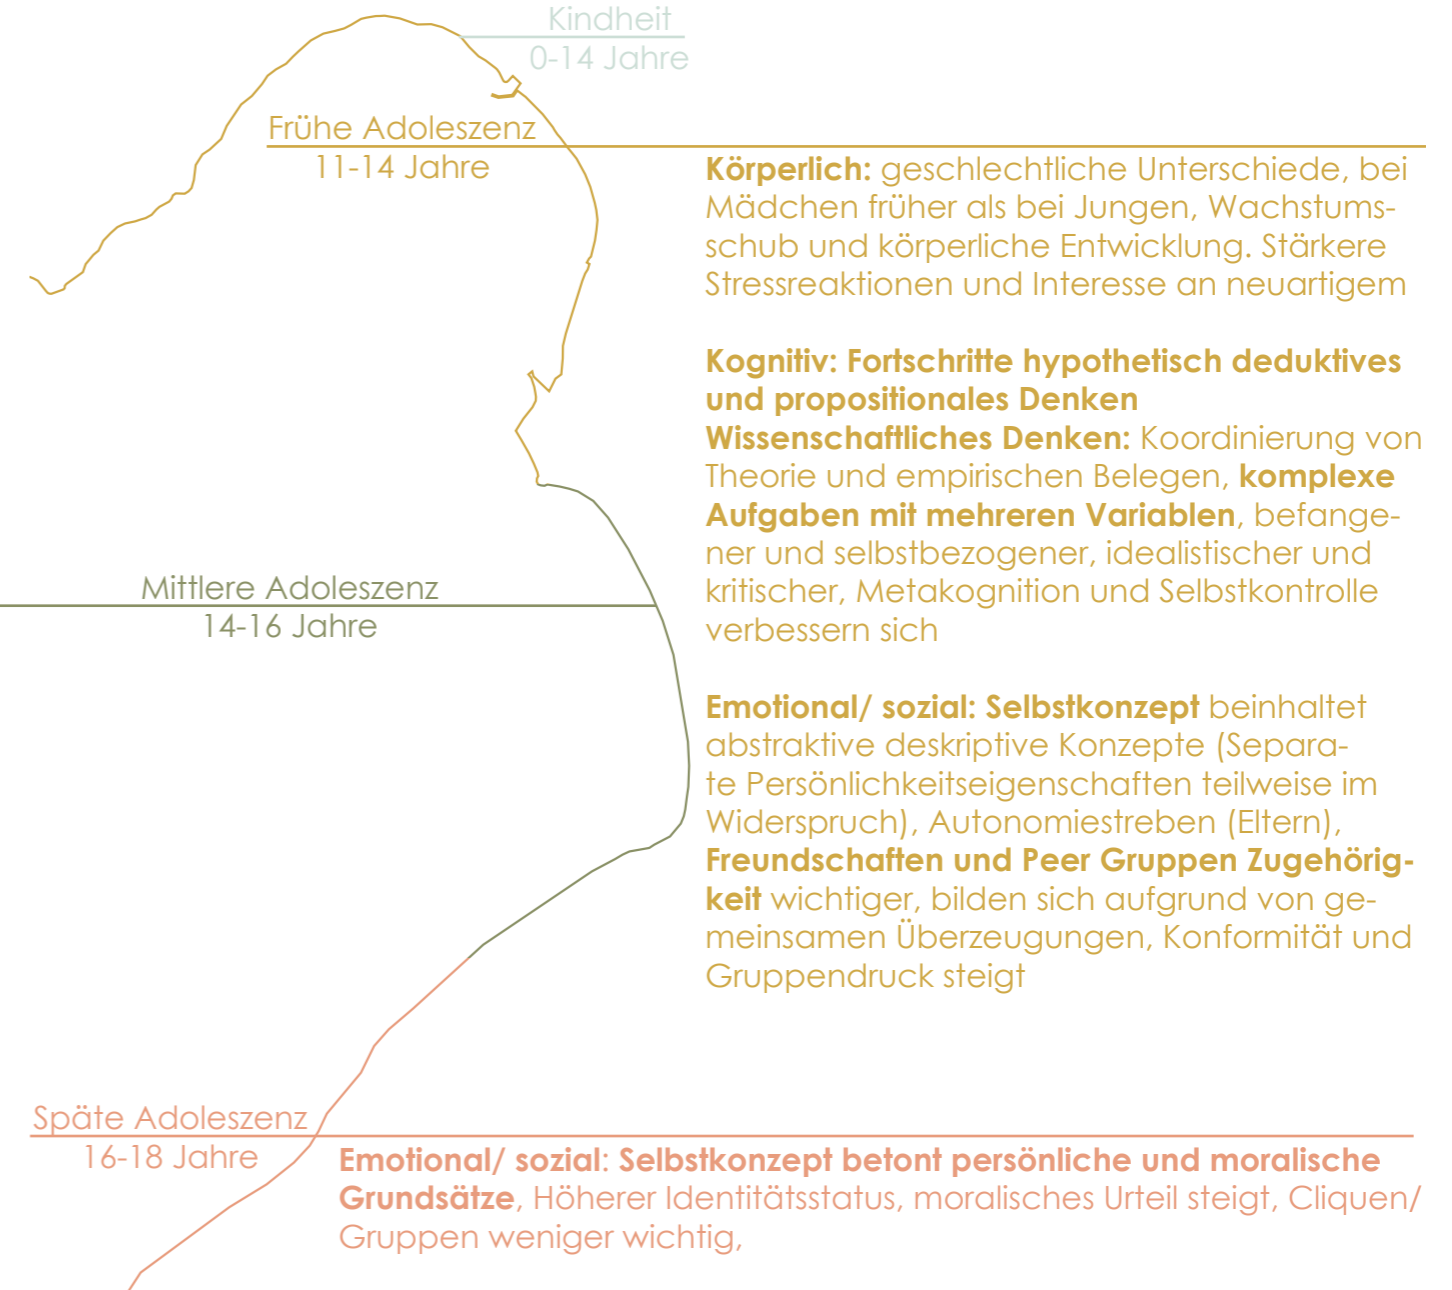 Kindheit
0-14 Jahre
Frühe Adoleszenz
11-14 Jahre
Körperlich: geschlechtliche Unterschiede, bei
Mädchen früher als bei Jungen, Wachstums-
schub und körperliche Entwicklung. Stärkere
Stressreaktionen und Interesse an neuartigem
Kognitiv: Fortschritte hypothetisch deduktives
und propositionales Denken
Wissenschaftliches Denken: Koordinierung von
Theorie und empirischen Belegen, komplexe
Aufgaben mit mehreren Variablen, befange-
ner und selbstbezogener, idealistischer und
kritischer, Metakognition und Selbstkontrolle
verbessern sich
Mittlere Adoleszenz
14-16 Jahre
Emotional/ sozial: Selbstkonzept beinhaltet
abstraktive deskriptive Konzepte (Separa-
te Persönlichkeitseigenschaften teilweise im
Widerspruch), Autonomiestreben (Eltern),
Freundschaften und Peer Gruppen Zugehörig-
keit wichtiger, bilden sich aufgrund von ge-
meinsamen Überzeugungen, Konformität und
Gruppendruck steigt
Späte Adoleszenz
16-18 Jahre
Emotional/ sozial: Selbstkonzept betont persönliche und moralische
Grundsätze, Höherer Identitätsstatus, moralisches Urteil steigt, Cliquen/
Gruppen weniger wichtig,